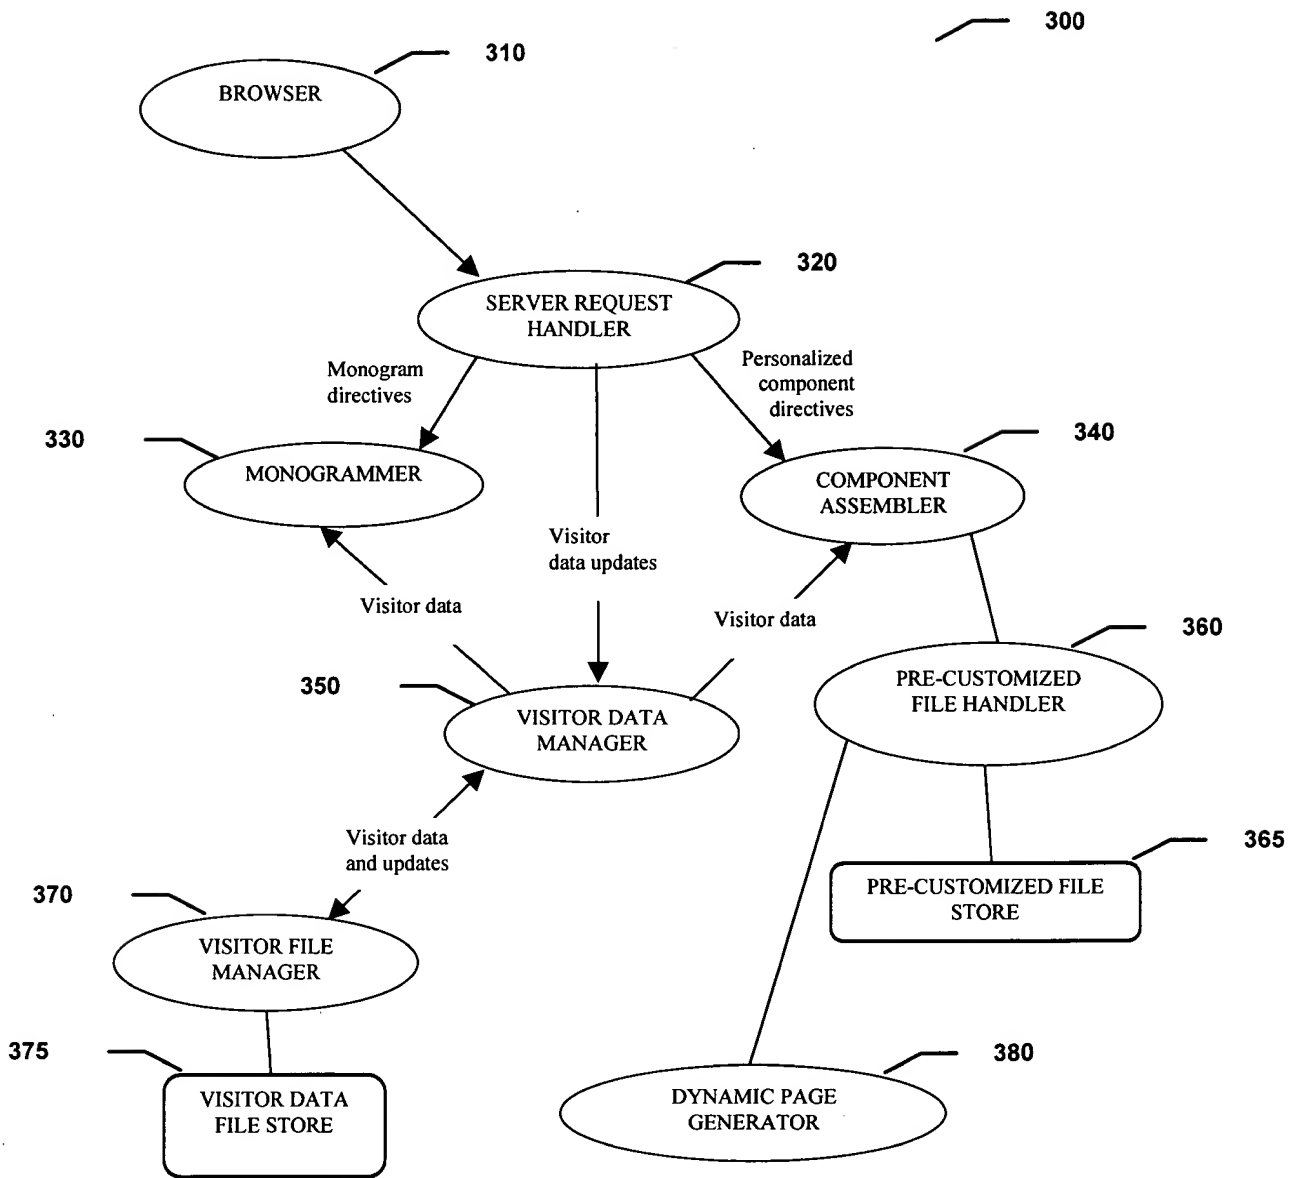 300
310
BROWSER
320
SERVER REQUEST
HANDLER
Monogram
directives
Personalized
component
directives
330
MONOGRAMMER
340
COMPONENT
ASSEMBLER
Visitor
data updates
Visitor data
Visitor data
350
VISITOR DATA
MANAGER
360
PRE-CUSTOMIZED
FILE HANDLER
Visitor data
and updates
365
PRE-CUSTOMIZED FILE
STORE
370
VISITOR FILE
MANAGER
375
VISITOR DATA
FILE STORE
380
DYNAMIC PAGE
GENERATOR